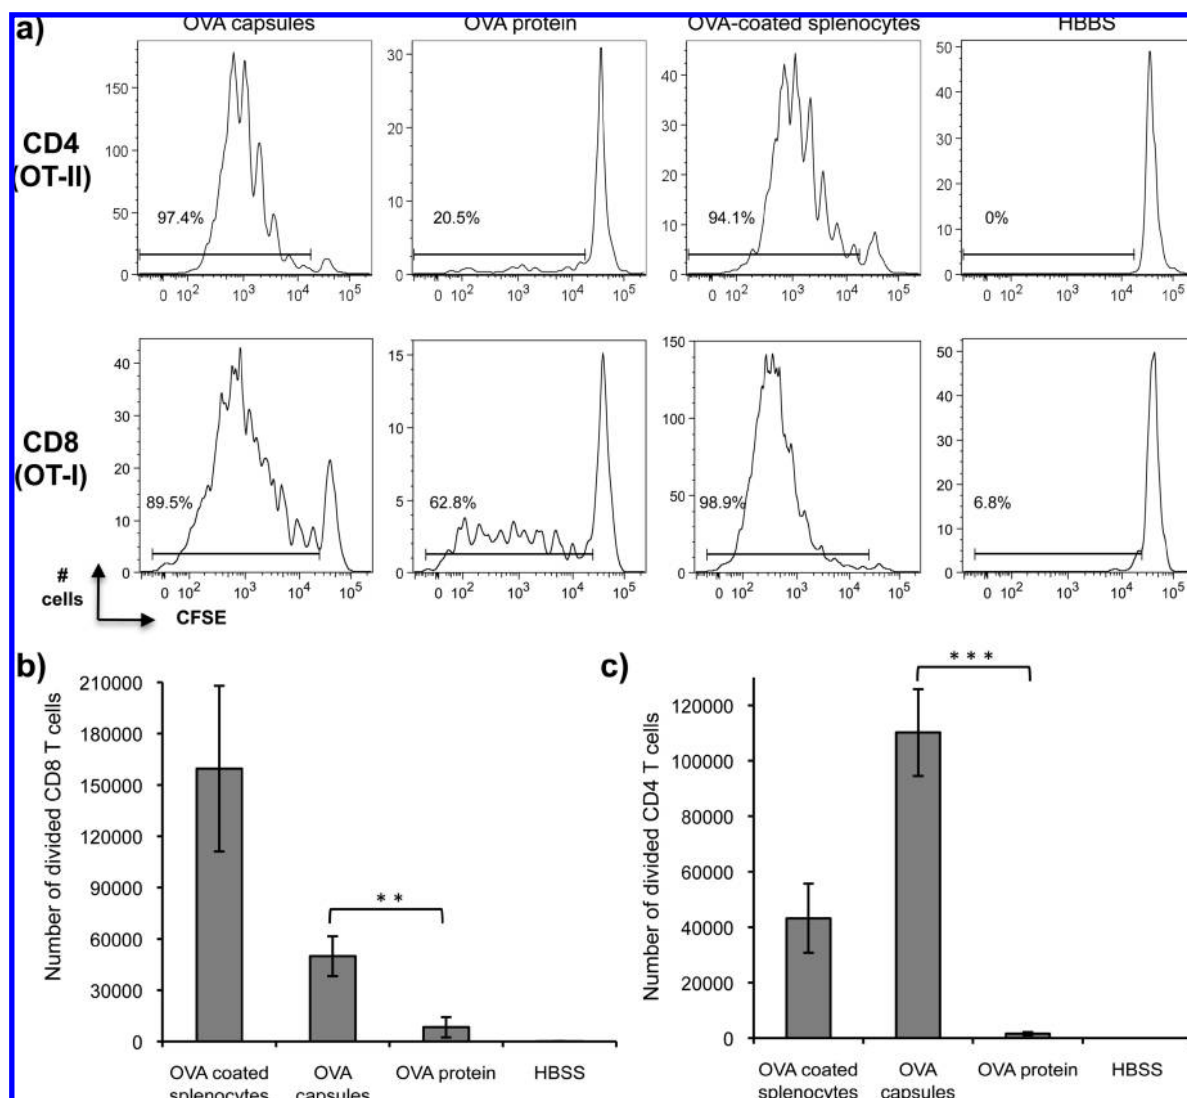 a)
OVA capsules
OVA protein
OVA-coated splenocytes
HBBS
CD4
(OT-II)
150
100
50
0
97.4%
0 10² 10³ 10⁴ 10⁵
30
20
10
0
20.5%
0 10² 10³ 10⁴ 10⁵
40
30
20
10
0
94.1%
0 10² 10³ 10⁴ 10⁵
50
40
30
20
10
0
0%
0 10² 10³ 10⁴ 10⁵
CD8
(OT-I)
40
30
20
10
0
89.5%
0 10² 10³ 10⁴ 10⁵
15
10
5
0
62.8%
0 10² 10³ 10⁴ 10⁵
150
100
50
0
98.9%
0 10² 10³ 10⁴ 10⁵
50
40
30
20
10
0
6.8%
0 10² 10³ 10⁴ 10⁵
#
cells
CFSE
b)
Number of divided CD8 T cells
210000
180000
150000
120000
90000
60000
30000
0
* *
OVA coated
splenocytes
OVA
capsules
OVA protein
HBSS
c)
Number of divided CD4 T cells
120000
100000
80000
60000
40000
20000
0
* * *
OVA coated
splenocytes
OVA
capsules
OVA protein
HBSS